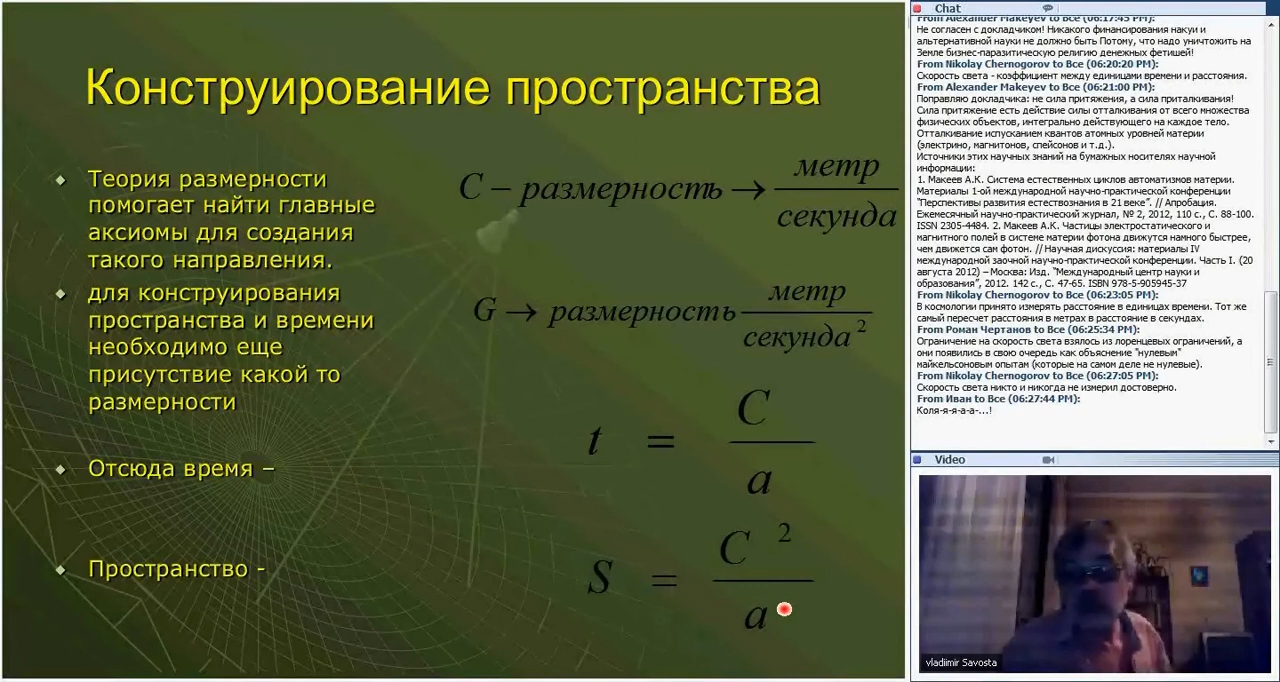 Конструирование пространства
Теория размерности
помогает найти главные
аксиомы для создания
такого направления.
для конструирования
пространства и времени
необходимо еще
присутствие какой то
размерности
Отсюда время –
Пространство -
C – размерность → метр
секунда
G → размерность метр
секунда 2
t = C
a
S = C 2
a
Chat
From Alexander Makeyev to Все (06:17:45 PM):
Не согласен с докладчиком! Никакого финансирования накуи и
альтернативной науки не должно быть Потому, что надо уничтожить на
Земле бизнес-паразитическую религию денежных фетишей!
From Nikolay Chernogorov to Все (06:20:20 PM):
Скорость света - коэффициент между единицами времени и расстояния.
From Alexander Makeyev to Все (06:21:00 PM):
Поправляю докладчика: не сила притяжения, а сила приталкивания!
Сила притяжение есть действие силы отталкивания от всего множества
физических объектов, интегрально действующего на каждое тело.
Отталкивание испусканием квантов атомных уровней материи
(электрино, магнитонов, спейсонов и т.д.).
Источники этих научных знаний на бумажных носителях научной
информации:
1. Макеев А.К. Система естественных циклов автоматизмов материи.
Материалы 1-ой международной научно-практической конференции
"Перспективы развития естествознания в 21 веке". // Апробация.
Ежемесячный научно-практический журнал, № 2, 2012, 110 с., С. 88-100.
ISSN 2305-4484. 2. Макеев А.К. Частицы электростатического и
магнитного полей в системе материи фотона движутся намного быстрее,
чем движется сам фотон. // Научная дискуссия: материалы IV
международной заочной научно-практической конференции. Часть I. (20
августа 2012) – Москва: Изд. "Международный центр науки и
образования", 2012. 142 с., С. 47-65. ISBN 978-5-905945-37
From Nikolay Chernogorov to Все (06:23:05 PM):
В космологии принято измерять расстояние в единицах времени. Тот же
самый пересчет расстояния в метрах в расстояние в секундах.
From Роман Чертанов to Все (06:25:34 PM):
Ограничение на скорость света взялось из лоренцевых ограничений, а
они появились в свою очередь как объяснение "нулевым"
майкельсоновым опытам (которые на самом деле не нулевые).
From Nikolay Chernogorov to Все (06:27:05 PM):
Скорость света никто и никогда не измерил достоверно.
From Иван to Все (06:27:44 PM):
Коля-я-я-а-а-...!
Video
vladimir Savosta